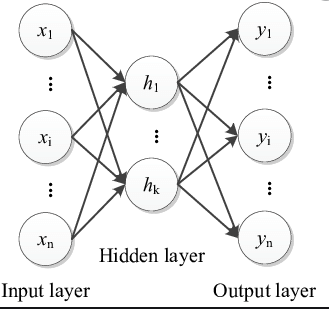 x1
y1
h1
xi
yi
hk
xn
yn
Hidden layer
Input layer
Output layer